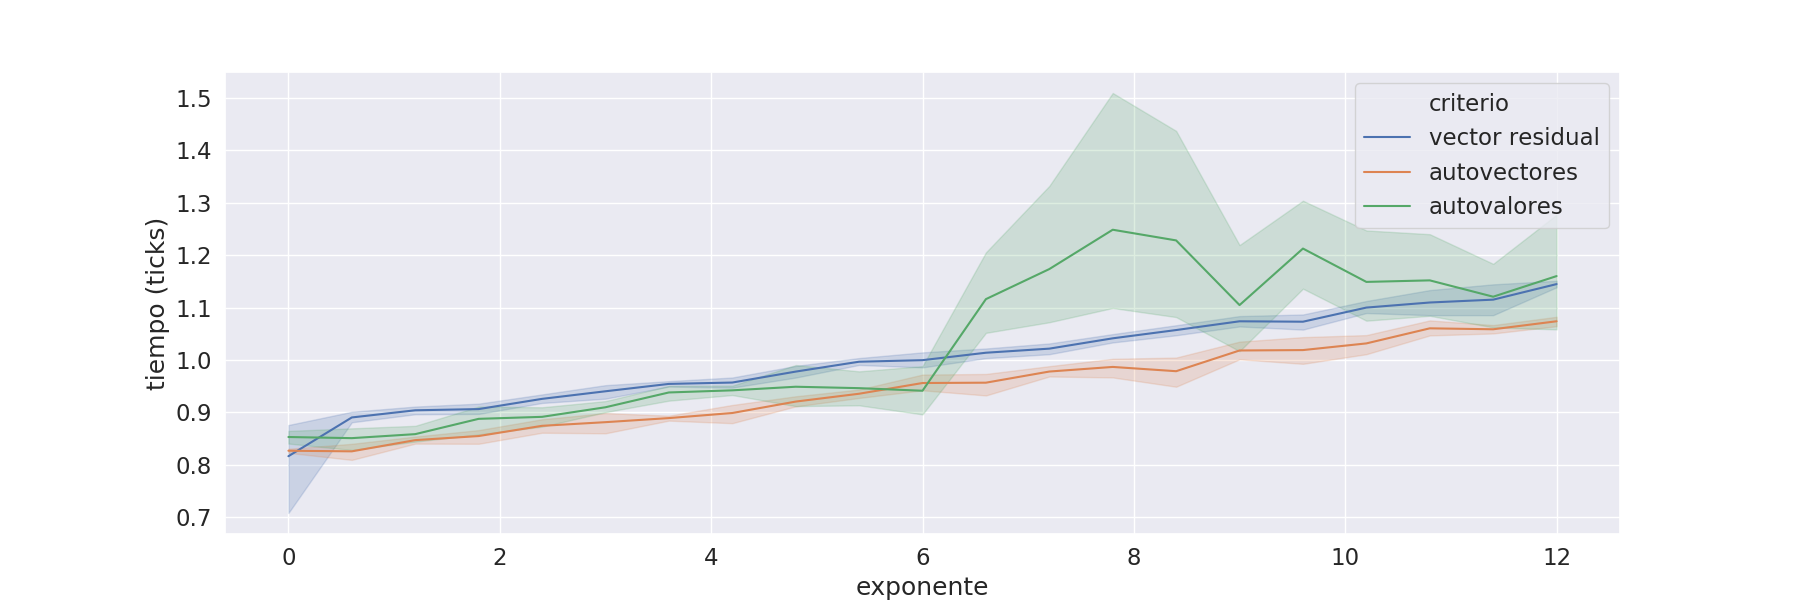 1.5
1.4
1.3
1.2
1.1
1.0
0.9
0.8
0.7
tiempo (ticks)
criterio
vector residual
autovectores
autovalores
0 2 4 6 8 10 12
exponente